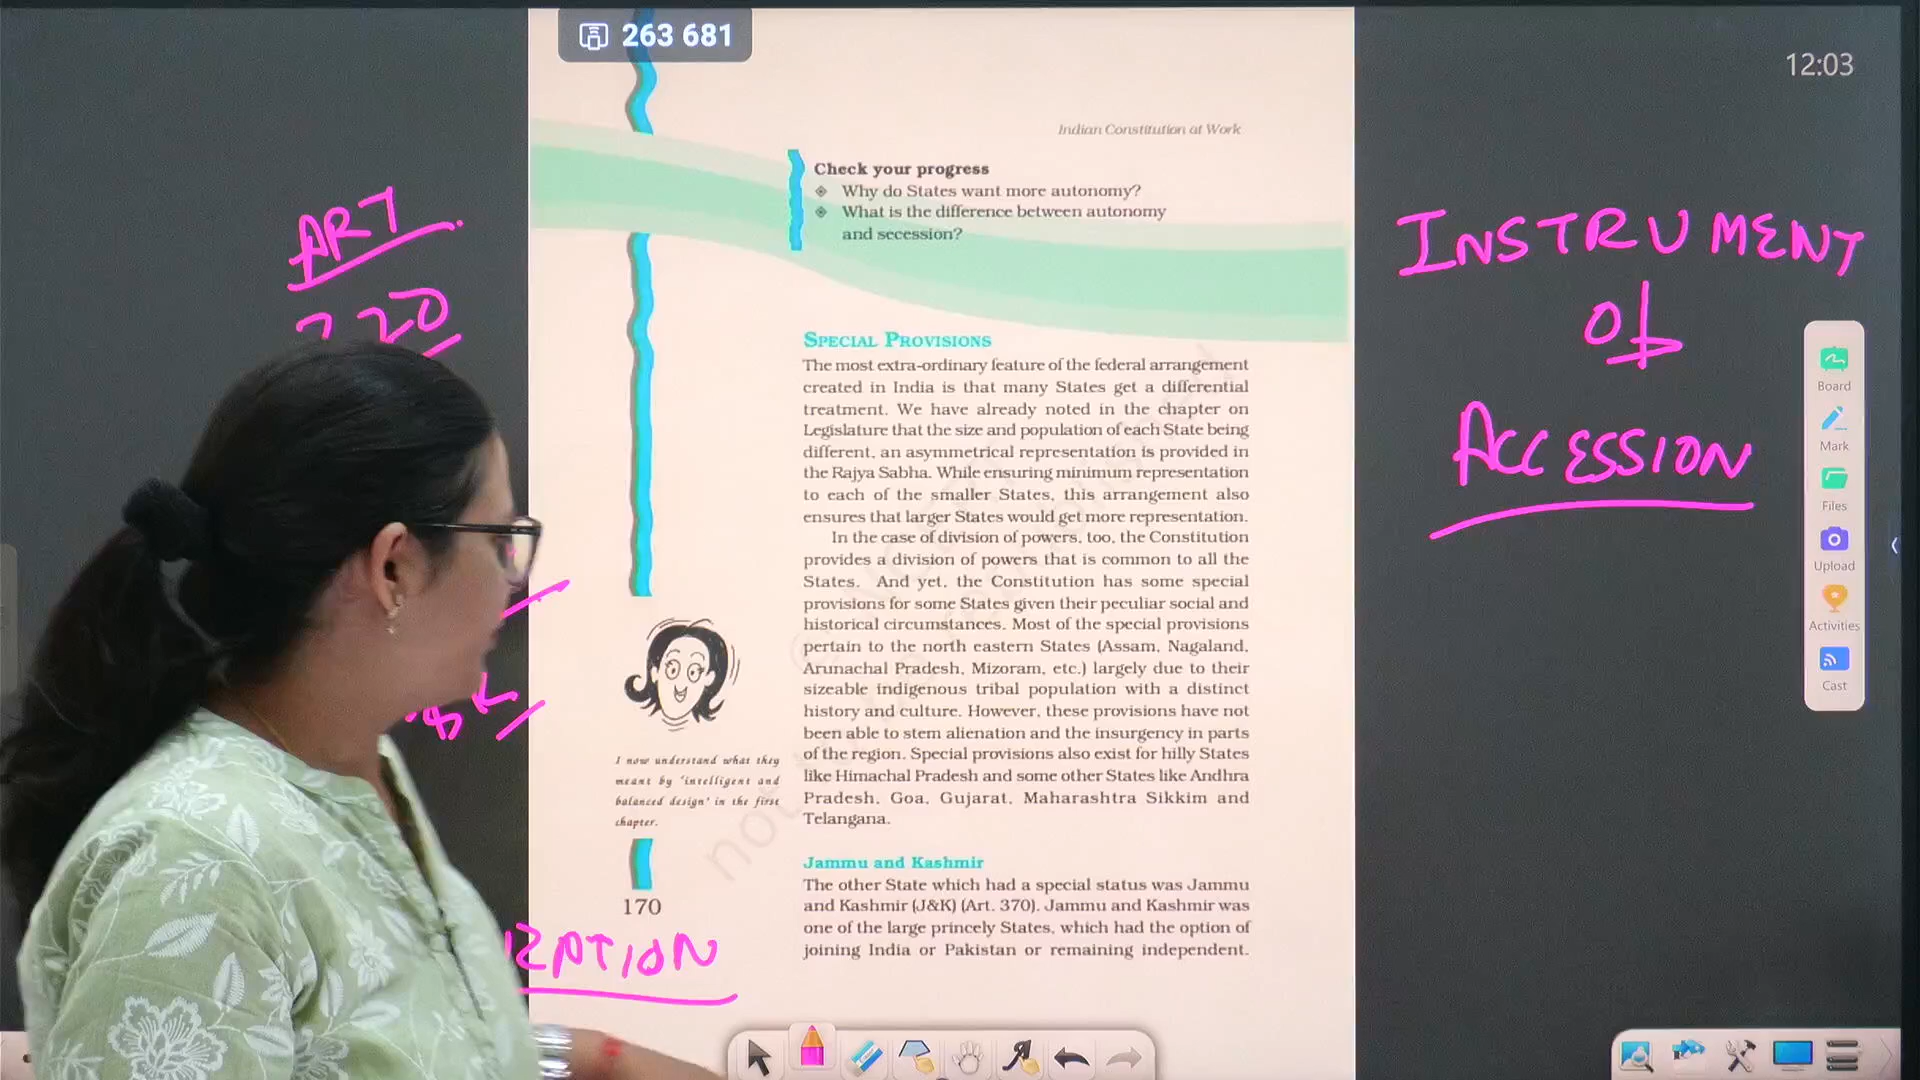 263 681
12:03
Indian Constitution at Work
Check your progress
❖ Why do States want more autonomy?
❖ What is the difference between autonomy
and secession?
ART
INSTRUMENT
of
ACCESSION
SPECIAL PROVISIONS
The most extra-ordinary feature of the federal arrangement
created in India is that many States get a differential
treatment. We have already noted in the chapter on
Legislature that the size and population of each State being
different, an asymmetrical representation is provided in
the Rajya Sabha. While ensuring minimum representation
to each of the smaller States, this arrangement also
ensures that larger States would get more representation.
In the case of division of powers, too, the Constitution
provides a division of powers that is common to all the
States. And yet, the Constitution has some special
provisions for some States given their peculiar social and
historical circumstances. Most of the special provisions
pertain to the north eastern States (Assam, Nagaland,
Arunachal Pradesh, Mizoram, etc.) largely due to their
sizeable indigenous tribal population with a distinct
history and culture. However, these provisions have not
been able to stem alienation and the insurgency in parts
of the region. Special provisions also exist for hilly States
like Himachal Pradesh and some other States like Andhra
Pradesh, Goa, Gujarat, Maharashtra Sikkim and
Telangana.
I now understand what they
meant by 'intelligent and
balanced design' in the first
chapter.
Jammu and Kashmir
The other State which had a special status was Jammu
and Kashmir (J&K) (Art. 370). Jammu and Kashmir was
one of the large princely States, which had the option of
joining India or Pakistan or remaining independent.
170
ZATION
Board
Mark
Files
Upload
Activities
Cast